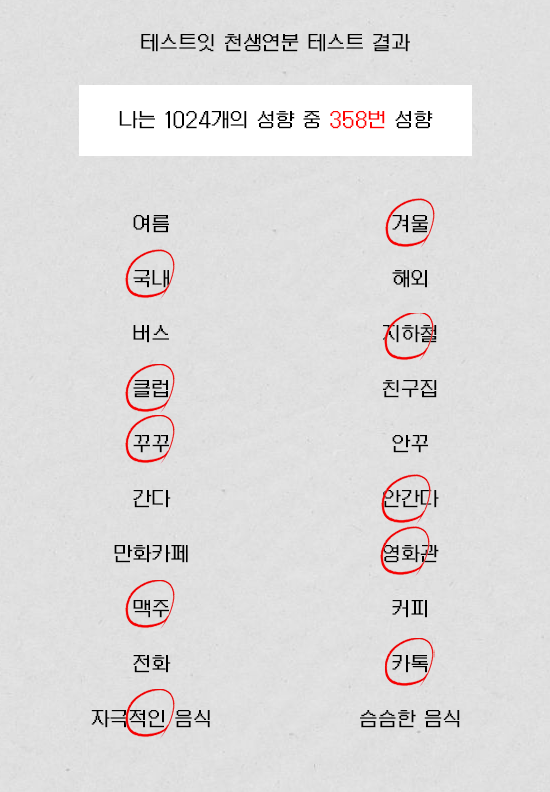 테스트잇 천생연분 테스트 결과
나는 1024개의 성향 중 358번 성향
여름 겨울
국내 해외
버스 지하철
클럽 친구집
꾸꾸 안꾸
간다 안간다
만화카페 영화관
맥주 커피
전화 카톡
자극적인 음식 슴슴한 음식